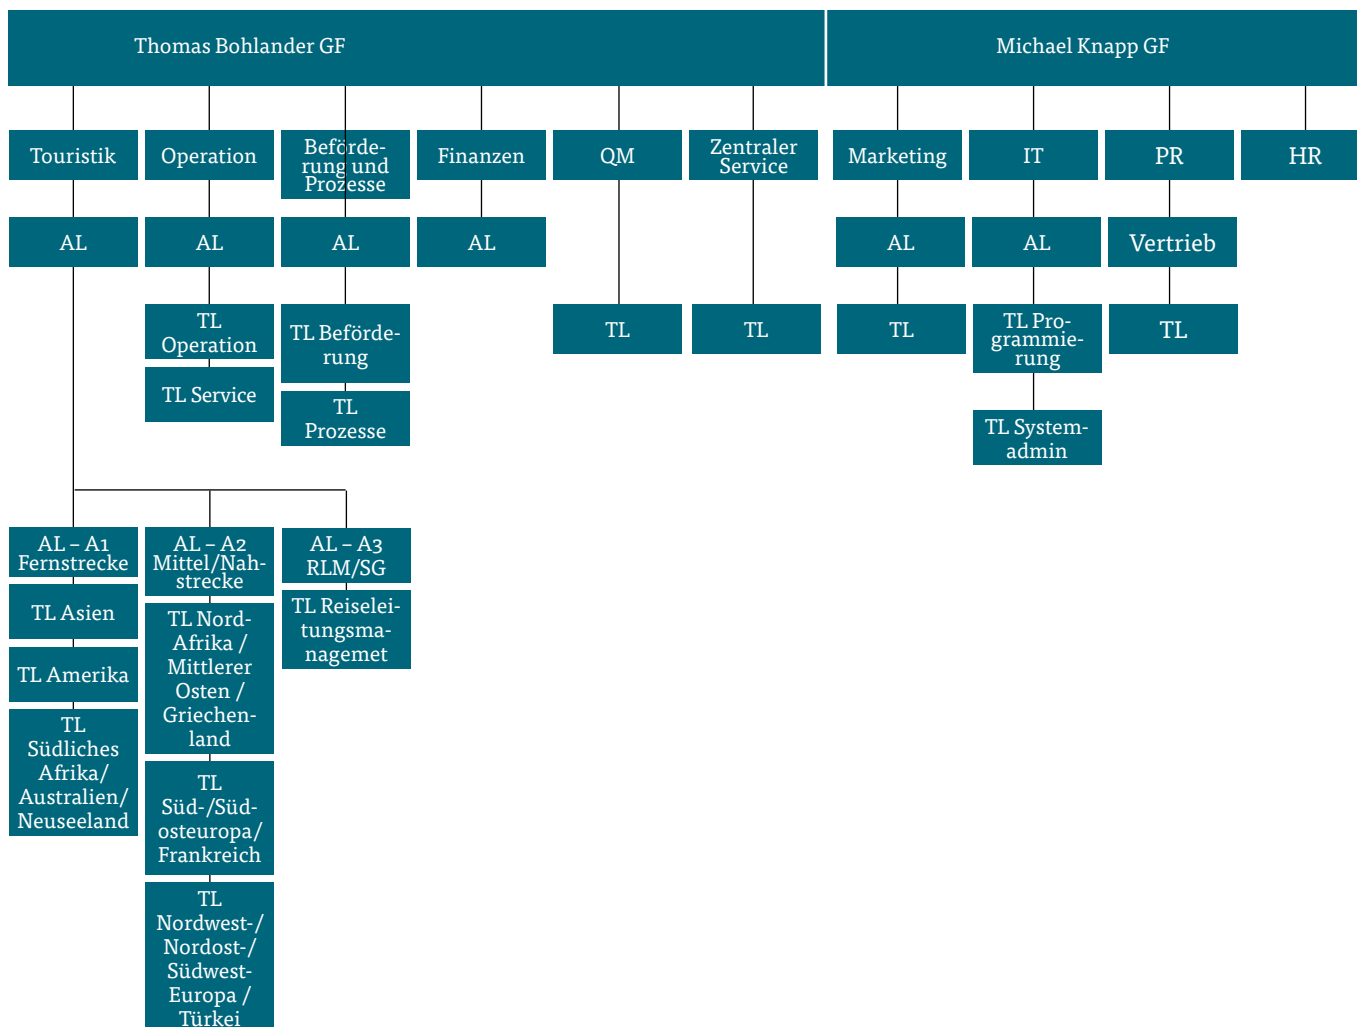 Thomas Bohlander GF
Michael Knapp GF
Touristik
Operation
Beförde-
rung und
Prozesse
Finanzen
QM
Zentraler
Service
Marketing
IT
PR
HR
AL
AL
AL
AL
AL
AL
Vertrieb
TL
Operation
TL Service
TL Beförde-
rung
TL
Prozesse
TL
TL
TL
TL Pro-
grammie-
rung
TL System-
admin
TL
AL – A1
Fernstrecke
TL Asien
TL Amerika
TL
Südliches
Afrika/
Australien/
Neuseeland
AL – A2
Mittel/Nah-
strecke
TL Nord-
Afrika /
Mittlerer
Osten /
Griechen-
land
TL
Süd-/Süd-
osteuropa/
Frankreich
TL
Nordwest-/
Nordost-/
Südwest-
Europa /
Türkei
AL – A3
RLM/SG
TL Reiselei-
tungsma-
nagemet